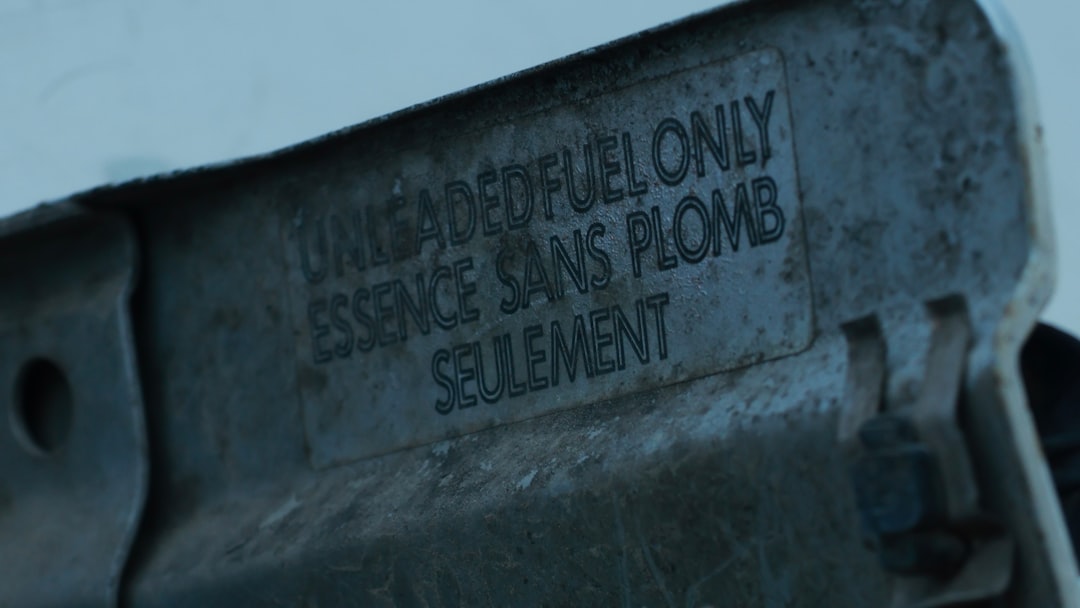 UNLEADED FUEL ONLY
ESSENCE SANS PLOMB
SEULEMENT